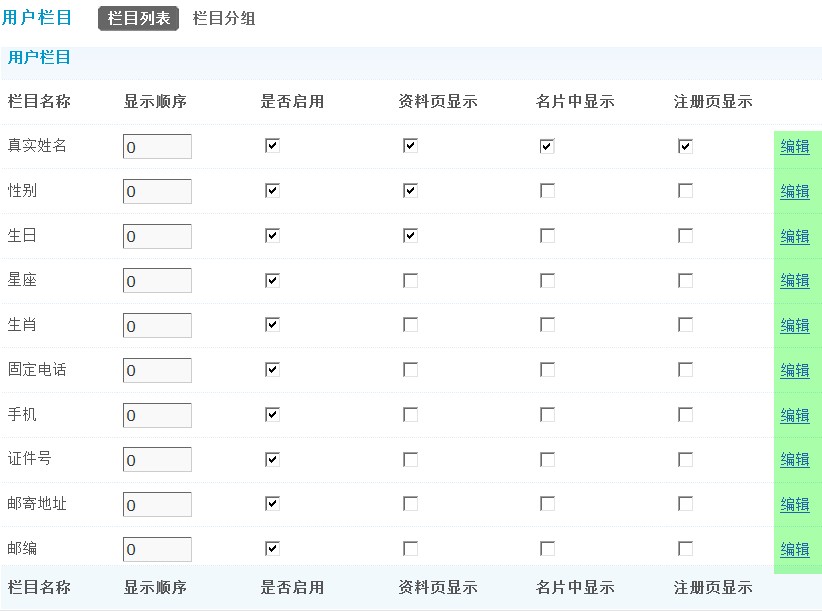 用户栏目 栏目列表 栏目分组
用户栏目
栏目名称 显示顺序 是否启用 资料页显示 名片中显示 注册页显示
真实姓名 0 编辑
性别 0 编辑
生日 0 编辑
星座 0 编辑
生肖 0 编辑
固定电话 0 编辑
手机 0 编辑
证件号 0 编辑
邮寄地址 0 编辑
邮编 0 编辑
栏目名称 显示顺序 是否启用 资料页显示 名片中显示 注册页显示